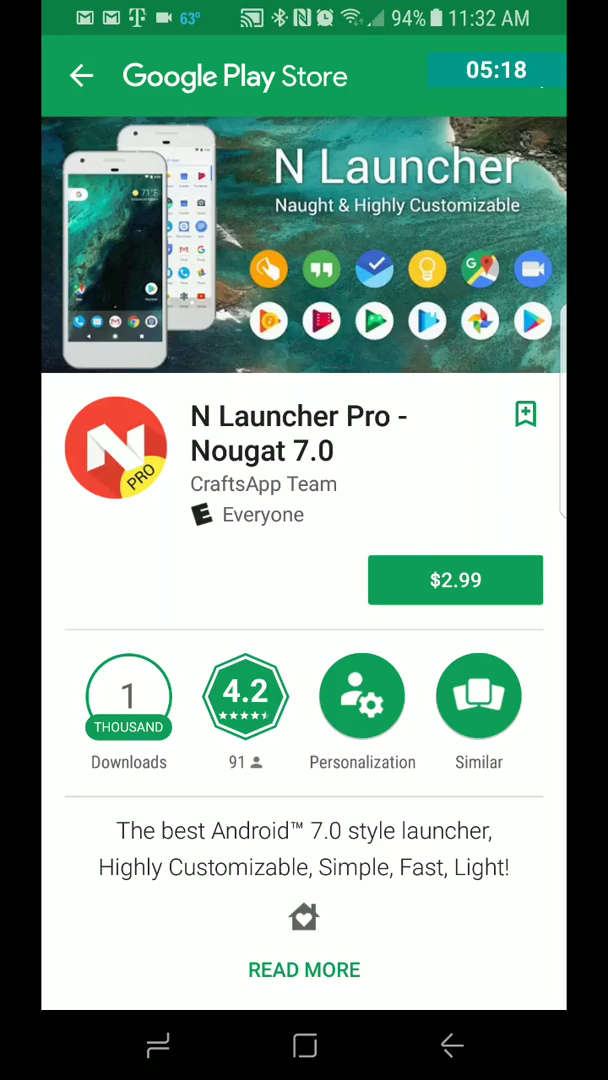 63° 94% 11:32 AM
Google Play Store
05:18
N Launcher
Naught & Highly Customizable
N Launcher Pro -
Nougat 7.0
CraftsApp Team
Everyone
PRO
$2.99
1
THOUSAND
4.2
Downloads
91
Personalization
Similar
The best Android™ 7.0 style launcher,
Highly Customizable, Simple, Fast, Light!
READ MORE